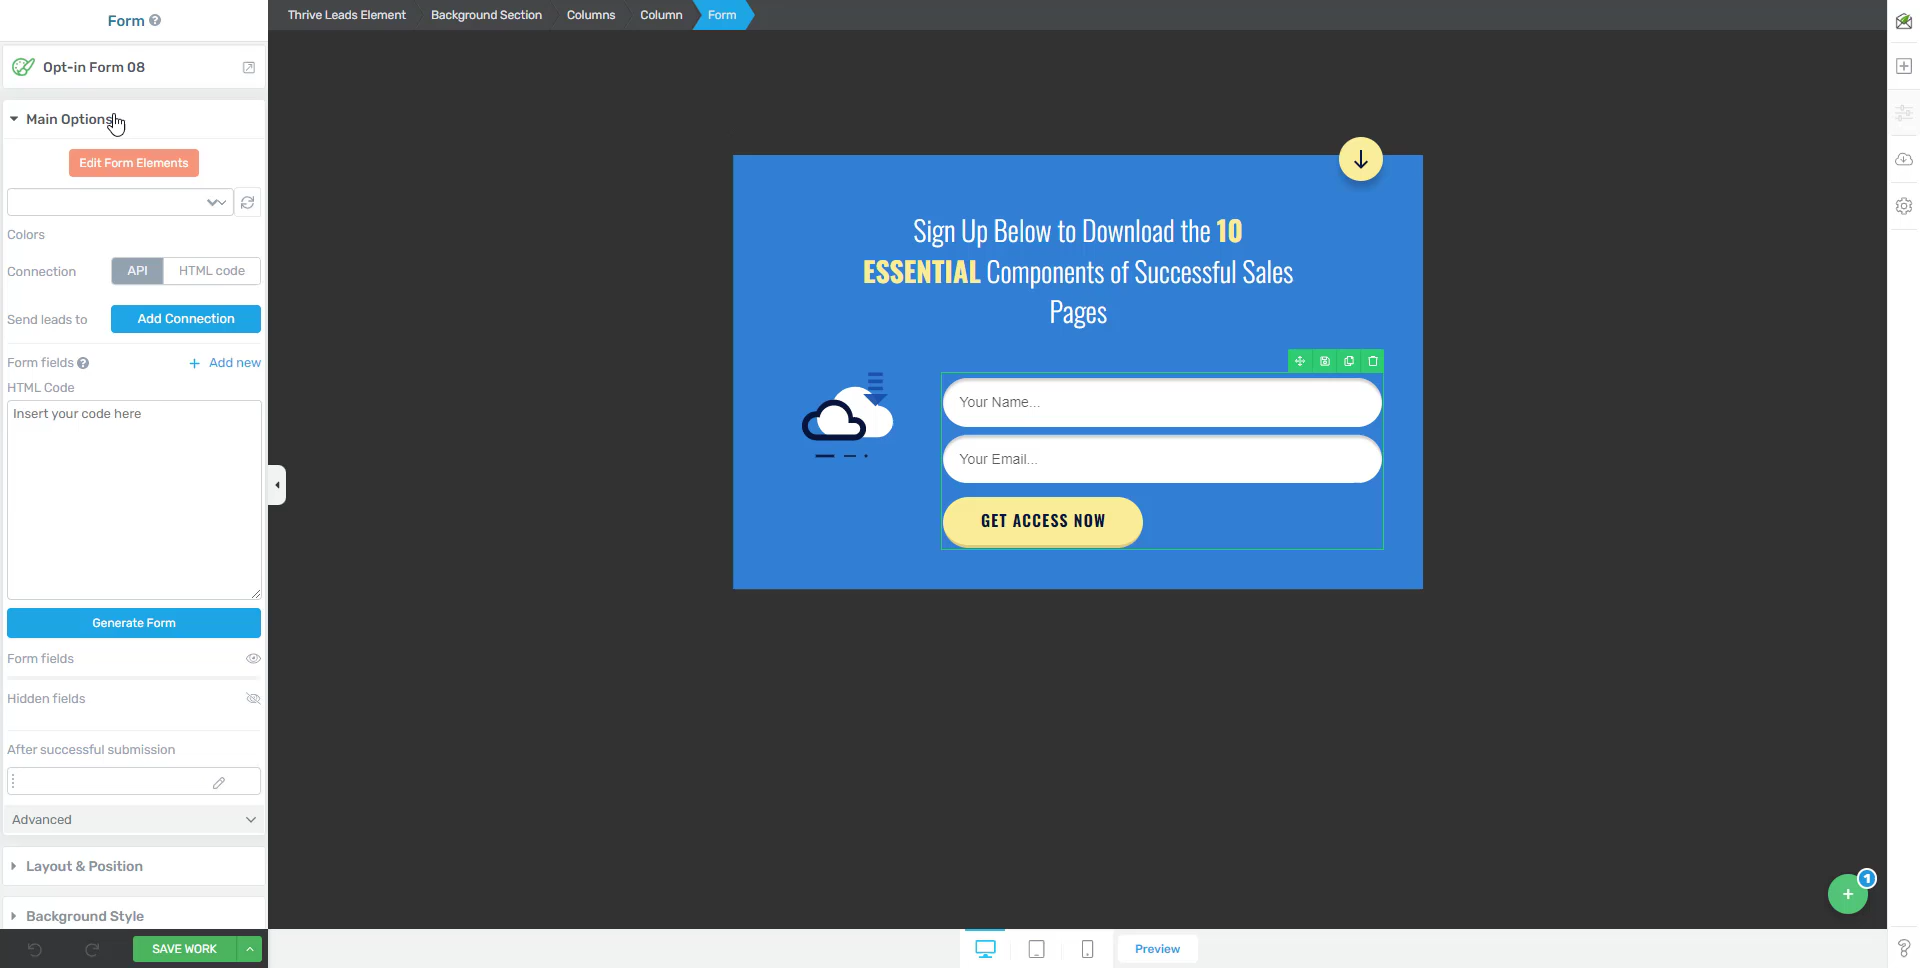 Form
Thrive Leads Element
Background Section
Columns
Column
Form
Opt-in Form 08
Main Options
Edit Form Elements
Colors
Connection
API
HTML code
Send leads to
Add Connection
Form fields
+ Add new
HTML Code
Insert your code here
Generate Form
Form fields
Hidden fields
After successful submission
Advanced
Layout & Position
Background Style
SAVE WORK
Sign Up Below to Download the 10
ESSENTIAL Components of Successful Sales
Pages
Your Name...
Your Email...
GET ACCESS NOW
1
Preview